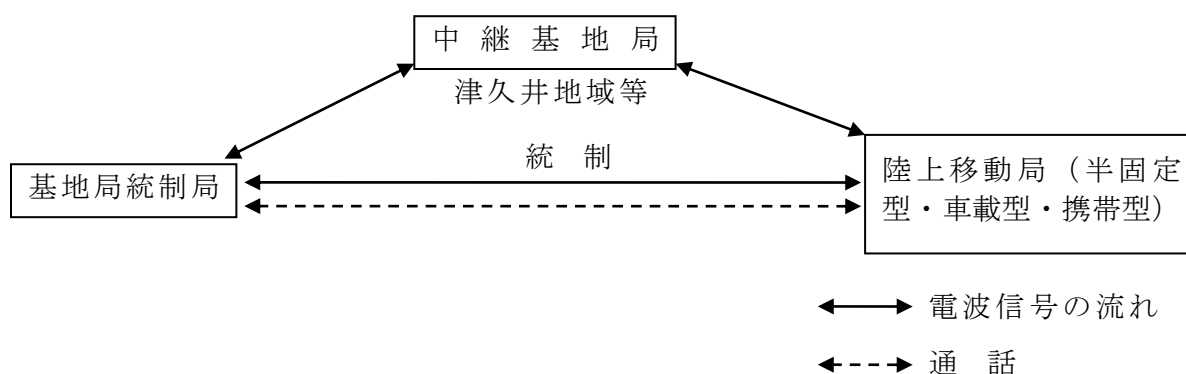 中継基地局
津久井地域等
統制
基地局統制局
陸上移動局（半固定
型・車載型・携帯型）
電波信号の流れ
通話